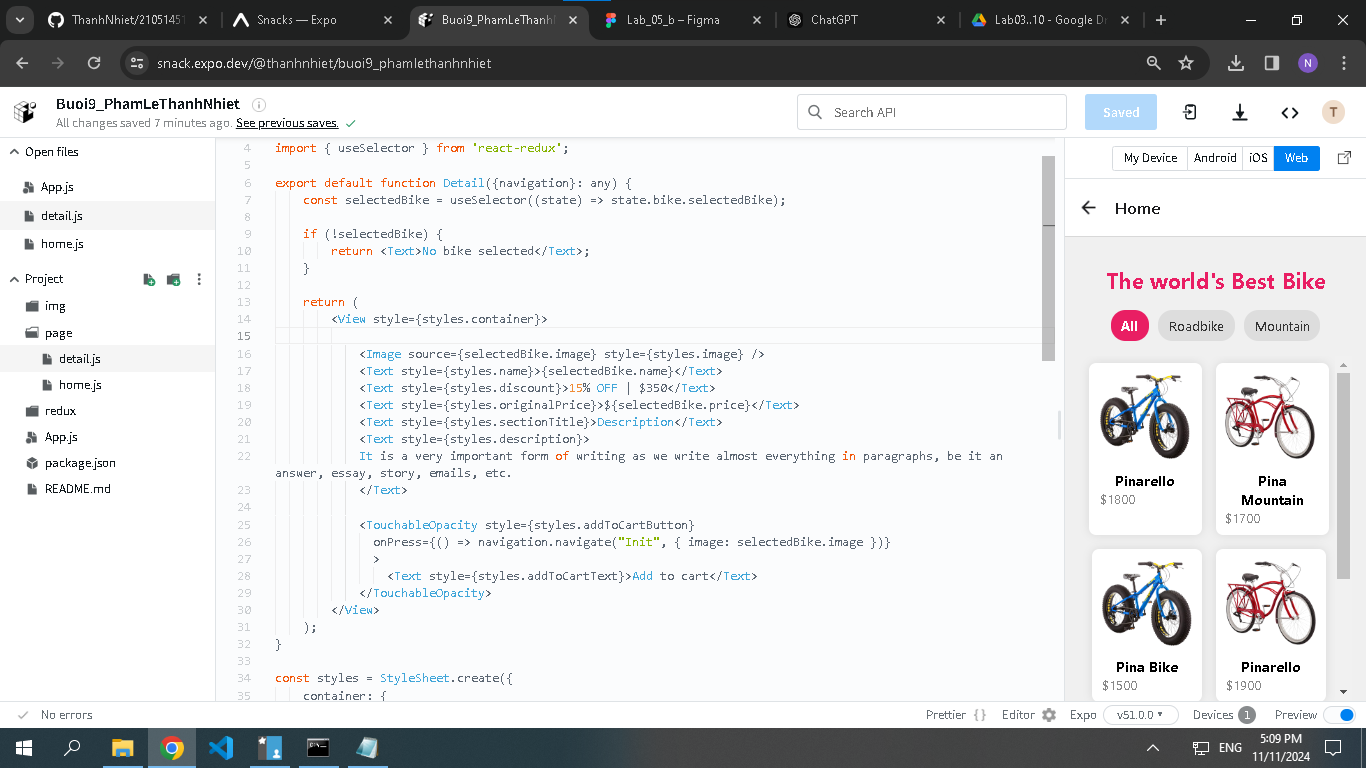 ThanhNhiet/21051451
Snacks — Expo
Buoi9_PhamLeThanhN
Lab_05_b – Figma
ChatGPT
Lab03..10 - Google Dr
snack.expo.dev/@thanhnhiet/buoi9_phamlethanhnhiet
N
Buoi9_PhamLeThanhNhiet
All changes saved 7 minutes ago. See previous saves.
Search API
Saved
T
Open files
App.js
detail.js
home.js
Project
img
page
detail.js
home.js
redux
App.js
package.json
README.md
4 import { useSelector } from 'react-redux';
5
6 export default function Detail({navigation}: any) {
7 const selectedBike = useSelector((state) => state.bike.selectedBike);
8
9 if (!selectedBike) {
10 return <Text>No bike selected</Text>;
11 }
12
13 return (
14 <View style={styles.container}>
15
16 <Image source={selectedBike.image} style={styles.image} />
17 <Text style={styles.name}>{selectedBike.name}</Text>
18 <Text style={styles.discount}>15% OFF | $350</Text>
19 <Text style={styles.originalPrice}>${selectedBike.price}</Text>
20 <Text style={styles.sectionTitle}>Description</Text>
21 <Text style={styles.description}>
22 It is a very important form of writing as we write almost everything in paragraphs, be it an
answer, essay, story, emails, etc.
23 </Text>
24
25 <TouchableOpacity style={styles.addToCartButton}
26 onPress={() => navigation.navigate("Init", { image: selectedBike.image })}
27 >
28 <Text style={styles.addToCartText}>Add to cart</Text>
29 </TouchableOpacity>
30 </View>
31 );
32 }
33
34 const styles = StyleSheet.create({
35 container: {
My Device
Android
iOS
Web
Home
The world's Best Bike
All
Roadbike
Mountain
Pinarello
$1800
Pina
Mountain
$1700
Pina Bike
$1500
Pinarello
$1900
No errors
Prettier { }
Editor
Expo
v51.0.0
Devices 1
Preview
ENG
5:09 PM
11/11/2024